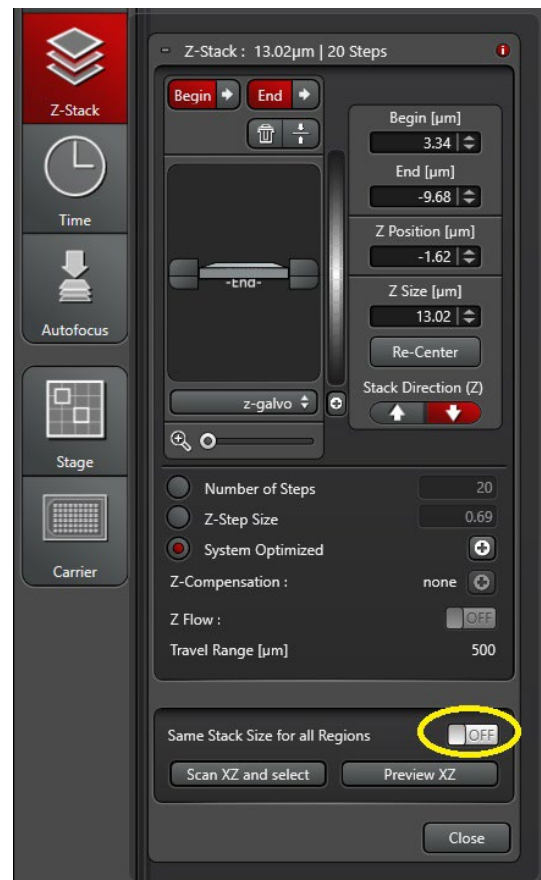 Z-Stack
Time
Autofocus
Stage
Carrier
- Z-Stack : 13.02µm | 20 Steps
Begin
End
-End-
z-galvo
Begin [µm]
3.34
End [µm]
-9.68
Z Position [µm]
-1.62
Z Size [µm]
13.02
Re-Center
Stack Direction (Z)
Number of Steps 20
Z-Step Size 0.69
System Optimized
Z-Compensation : none
Z Flow : OFF
Travel Range [µm] 500
Same Stack Size for all Regions OFF
Scan XZ and select Preview XZ
Close